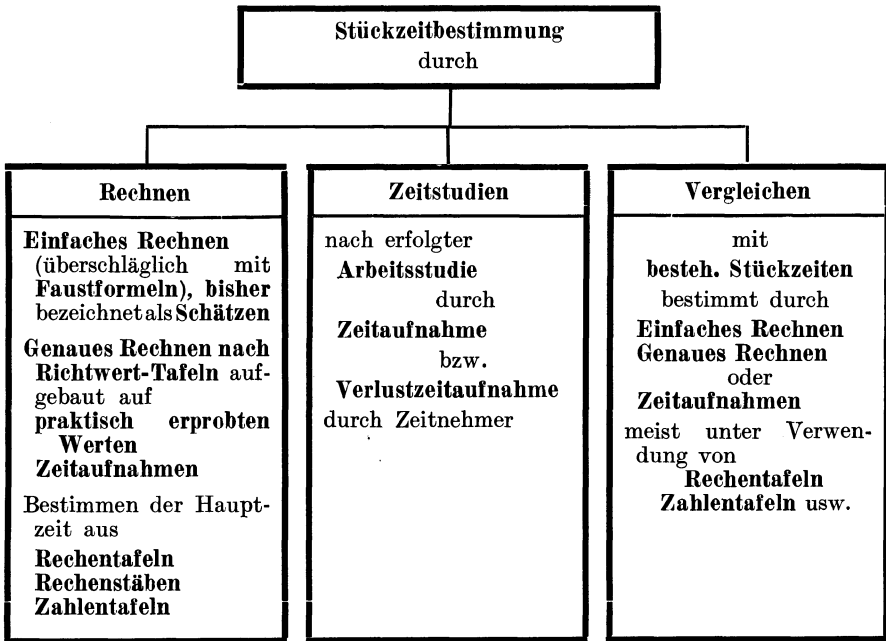 Stückzeitbestimmung
durch
Rechnen
Einfaches Rechnen
(überschläglich mit
Faustformeln), bisher
bezeichnet als Schätzen
Genaues Rechnen nach
Richtwert-Tafeln auf-
gebaut auf
praktisch erprobten
Werten
Zeitaufnahmen
Bestimmen der Haupt-
zeit aus
Rechentafeln
Rechenstäben
Zahlentafeln
Zeitstudien
nach erfolgter
Arbeitsstudie
durch
Zeitaufnahme
bzw.
Verlustzeitaufnahme
durch Zeitnehmer
Vergleichen
mit
besteh. Stückzeiten
bestimmt durch
Einfaches Rechnen
Genaues Rechnen
oder
Zeitaufnahmen
meist unter Verwen-
dung von
Rechentafeln
Zahlentafeln usw.